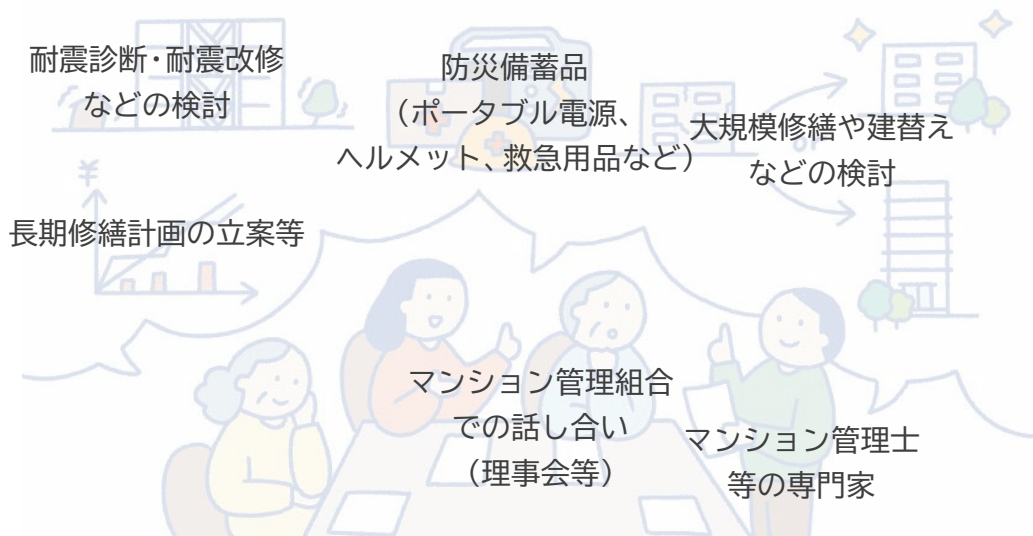 耐震診断・耐震改修
などの検討
防災備蓄品
（ポータブル電源、
ヘルメット、救急用品など）
大規模修繕や建替え
などの検討
¥
長期修繕計画の立案等
or
マンション管理組合
での話し合い
（理事会等）
マンション管理士
等の専門家